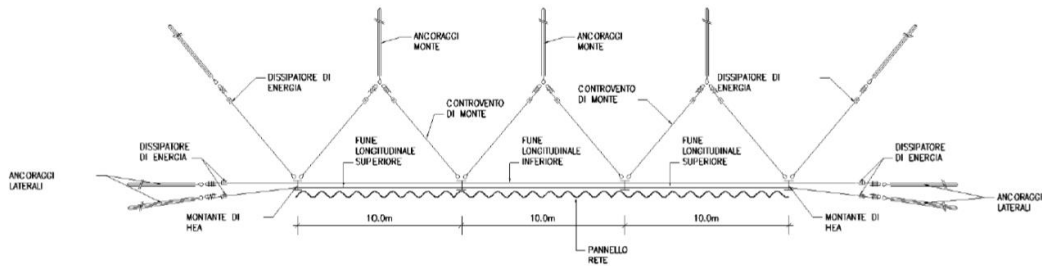 ANCORAGGI
MONTE
ANCORAGGI
MONTE
DISSIPATORE DI
ENERGIA
DISSIPATORE DI
ENERGIA
CONTROVENTO
DI MONTE
CONTROVENTO
DI MONTE
DISSIPATORE
DI ENERGIA
FUNE
LONGITUDINALE
SUPERIORE
FUNE
LONGITUDINALE
INFERIORE
FUNE
LONGITUDINALE
SUPERIORE
DISSIPATORE
DI ENERGIA
ANCORAGGI
LATERALI
ANCORAGGI
LATERALI
MONTANTE DI
HEA
10.0m
10.0m
10.0m
MONTANTE DI
HEA
PANNELLO
RETE